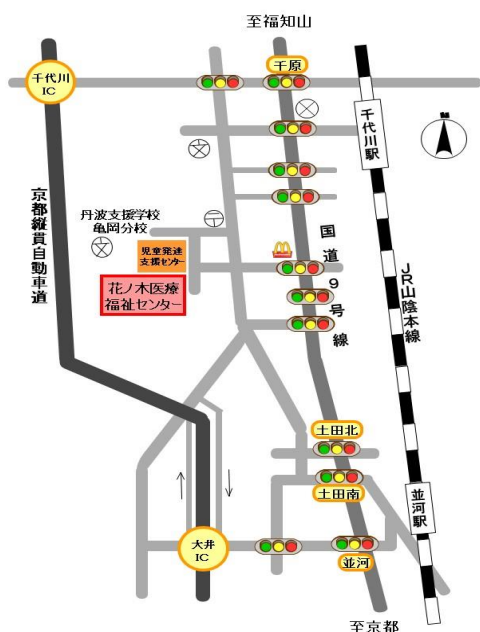 至福知山
千代川
IC
千原
千代川駅
京都縦貫自動車道
丹波支援学校
亀岡分校
児童発達
支援センター
花ノ木医療
福祉センター
国道9号線
JR山陰本線
土田北
土田南
並河駅
大井
IC
並河
至京都